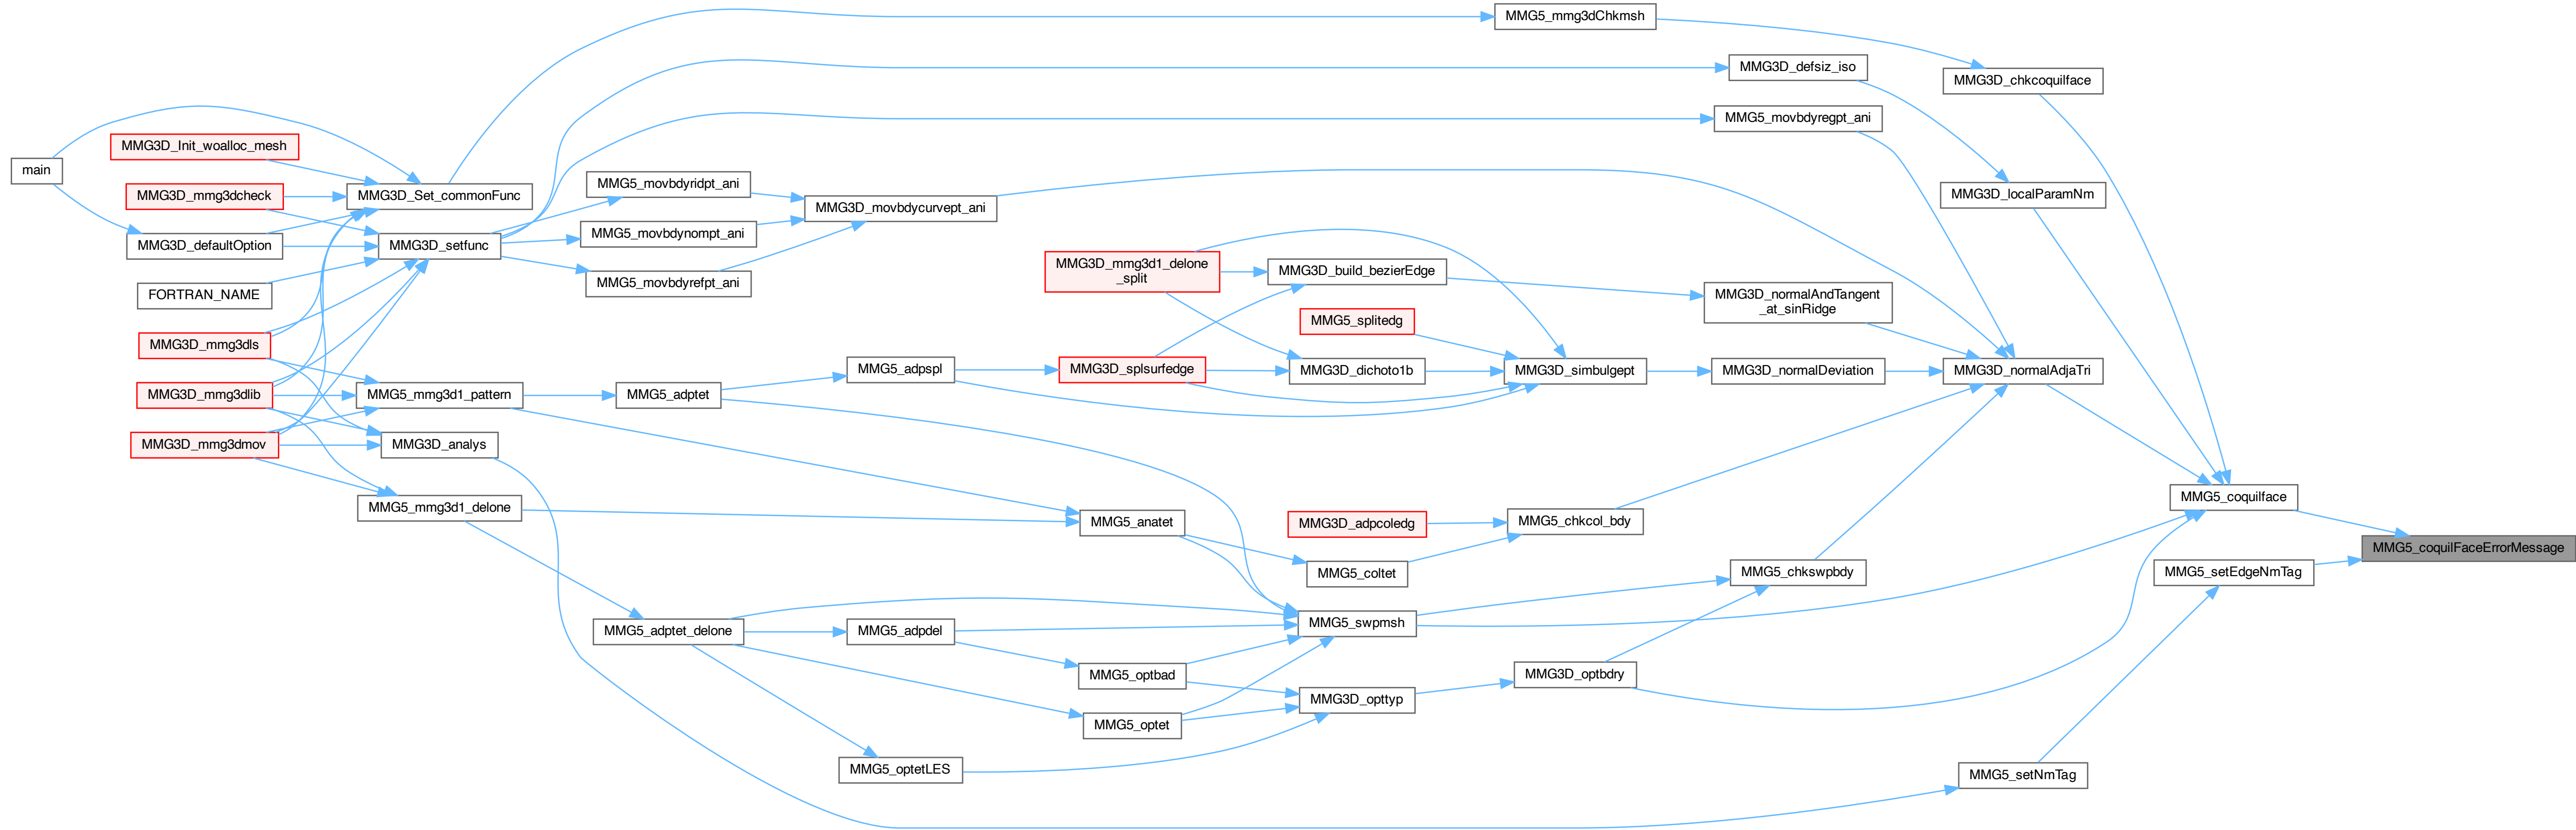 MMG5_mmg3dChkmsh
MMG3D_defsiz_iso
MMG3D_chkcoquilface
MMG5_movbdyregpt_ani
MMG3D_Init_woalloc_mesh
main
MMG5_movbdyridpt_ani
MMG3D_mmg3dcheck
MMG3D_Set_commonFunc
MMG3D_localParamNm
MMG3D_movbdycurvept_ani
MMG5_movbdynompt_ani
MMG3D_defaultOption
MMG3D_setfunc
MMG3D_mmg3d1_delone
_split
MMG3D_build_bezierEdge
MMG5_movbdyrefpt_ani
FORTRAN_NAME
MMG3D_normalAndTangent
_at_sinRidge
MMG5_splitedg
MMG3D_mmg3dls
MMG5_adpspl
MMG3D_splsurfedge
MMG3D_dichoto1b
MMG3D_simbulgept
MMG3D_normalDeviation
MMG3D_normalAdjaTri
MMG3D_mmg3dlib
MMG5_mmg3d1_pattern
MMG5_adptet
MMG3D_mmg3dmov
MMG3D_analys
MMG5_coquilface
MMG5_mmg3d1_delone
MMG5_anatet
MMG3D_adpcoledg
MMG5_chkcol_bdy
MMG5_coquilFaceErrorMessage
MMG5_coltet
MMG5_chkswpbdy
MMG5_setEdgeNmTag
MMG5_swpmsh
MMG5_adptet_delone
MMG5_adpdel
MMG5_optbad
MMG3D_optbdry
MMG3D_opttyp
MMG5_optet
MMG5_optetLES
MMG5_setNmTag